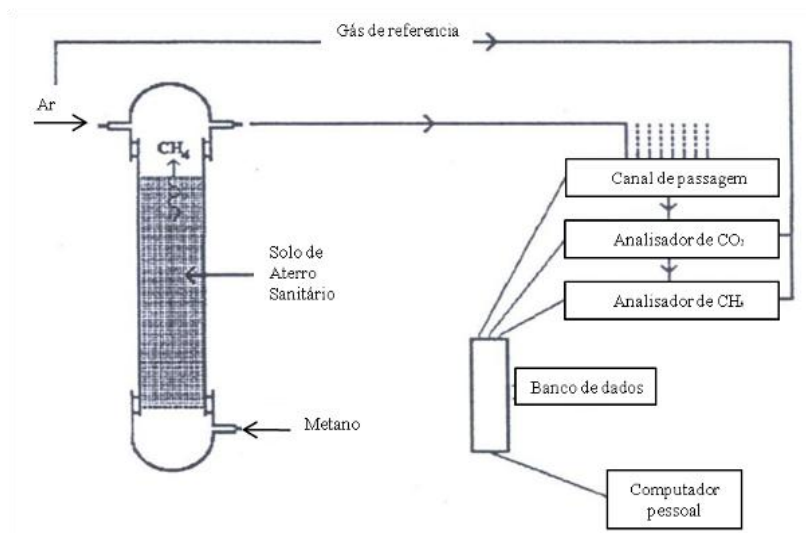 Gás de referencia
Ar
CH₄
Canal de passagem
Analisador de CO₂
Solo de
Aterro
Sanitário
Analisador de CH₄
Banco de dados
Metano
Computador
pessoal